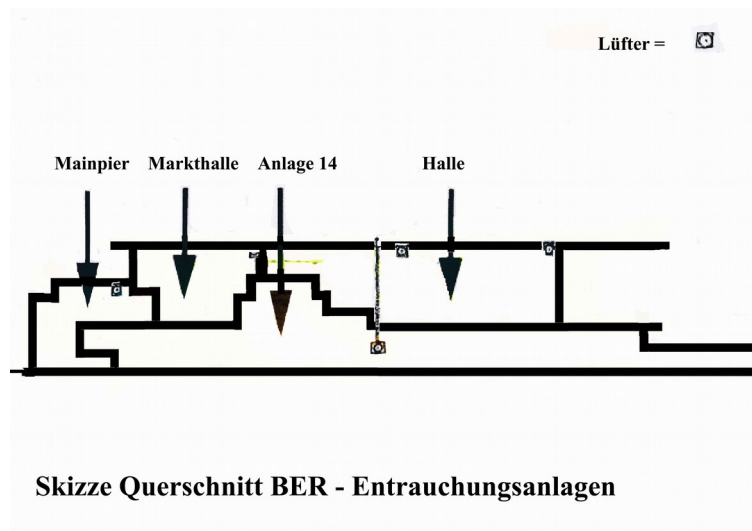 Lüfter =
Mainpier Markthalle Anlage 14 Halle
Skizze Querschnitt BER - Entrauchungsanlagen